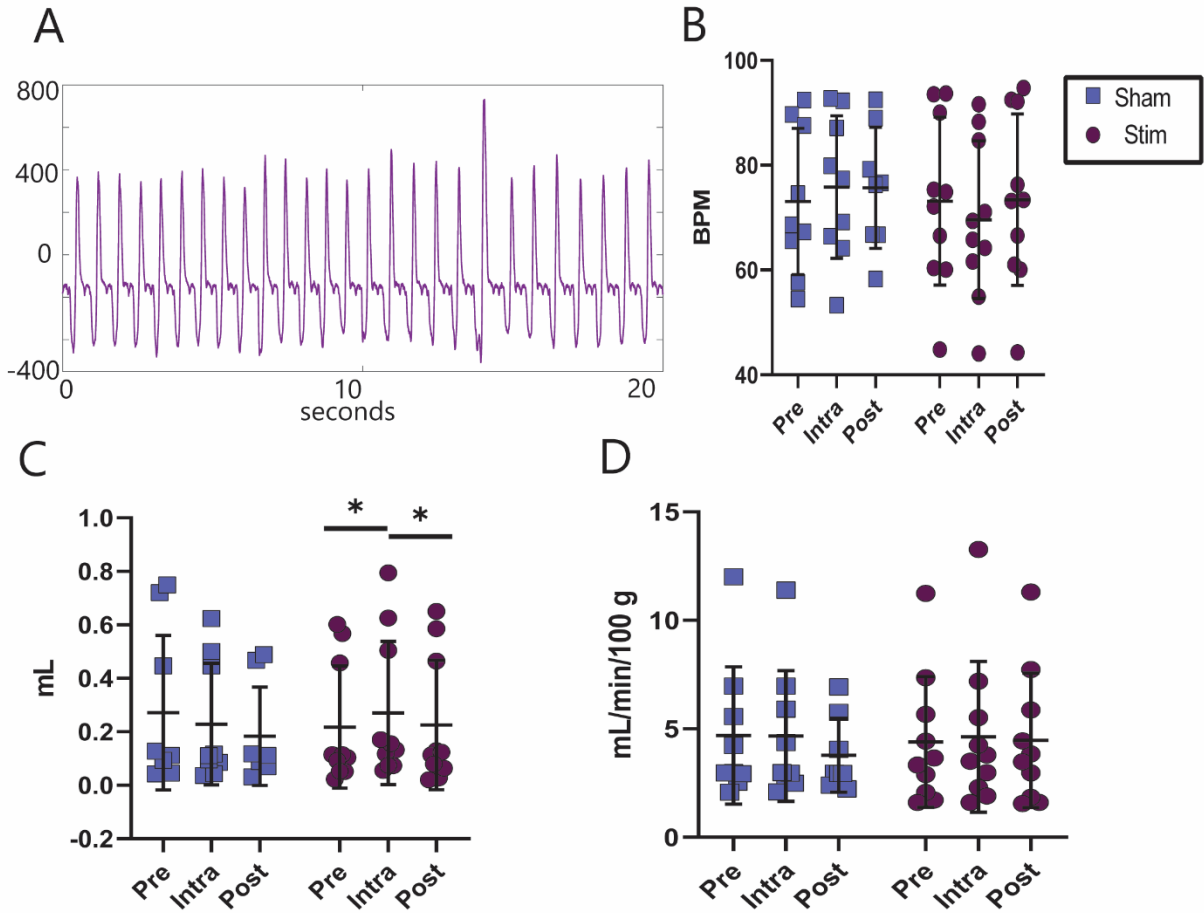 A
800
400
0
-400
0
10
20
seconds
B
100
80
60
40
BPM
Pre
Intra
Post
Pre
Intra
Post
Sham
Stim
C
1.0
0.8
0.6
0.4
0.2
0.0
-0.2
mL
*
*
Pre
Intra
Post
Pre
Intra
Post
D
15
10
5
0
mL/min/100 g
Pre
Intra
Post
Pre
Intra
Post